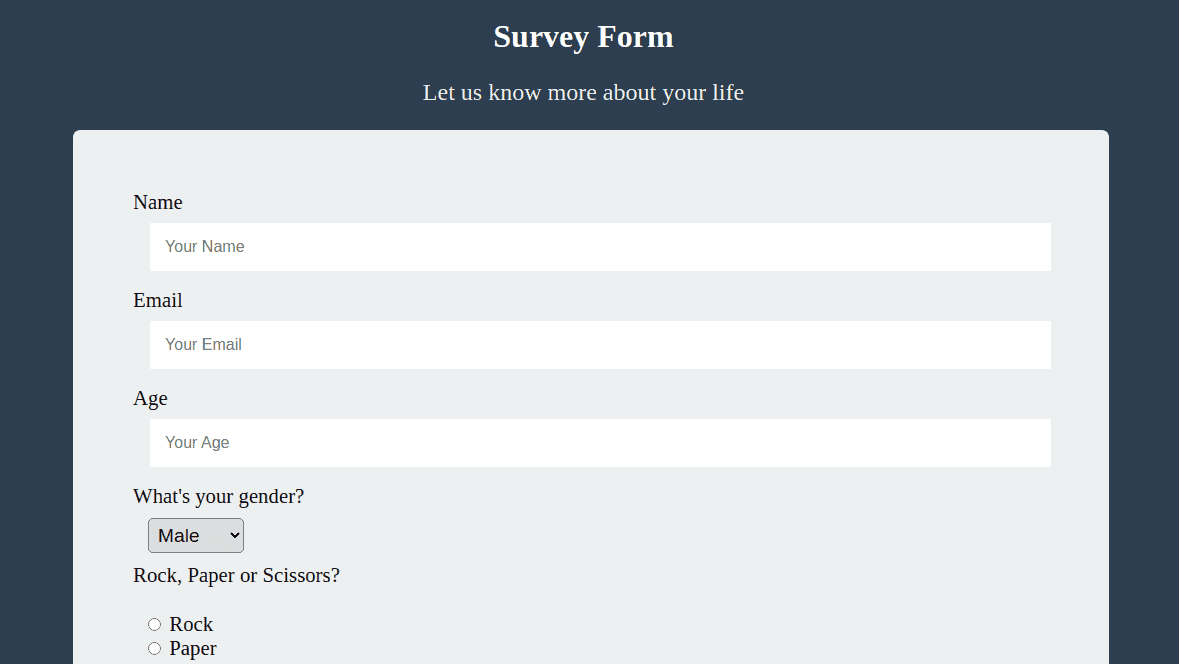 Survey Form
Let us know more about your life
Name
Your Name
Email
Your Email
Age
Your Age
What's your gender?
Male
Rock, Paper or Scissors?
Rock
Paper